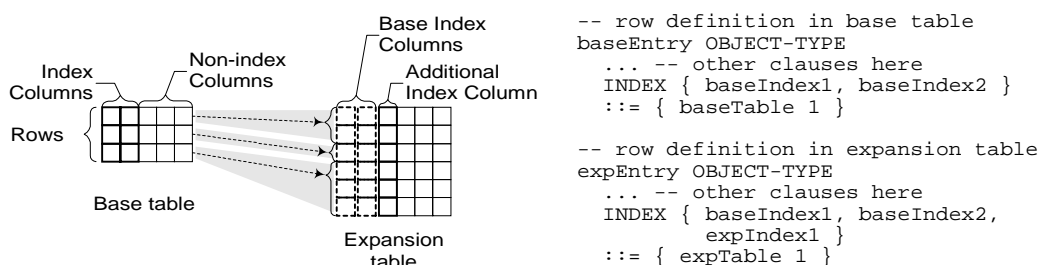 Base Index
Columns
Non-index
Columns
Index
Columns
Additional
Index Column
Rows
Base table
Expansion
table
-- row definition in base table
baseEntry OBJECT-TYPE
... -- other clauses here
INDEX { baseIndex1, baseIndex2 }
::= { baseTable 1 }
-- row definition in expansion table
expEntry OBJECT-TYPE
... -- other clauses here
INDEX { baseIndex1, baseIndex2,
expIndex1 }
::= { expTable 1 }